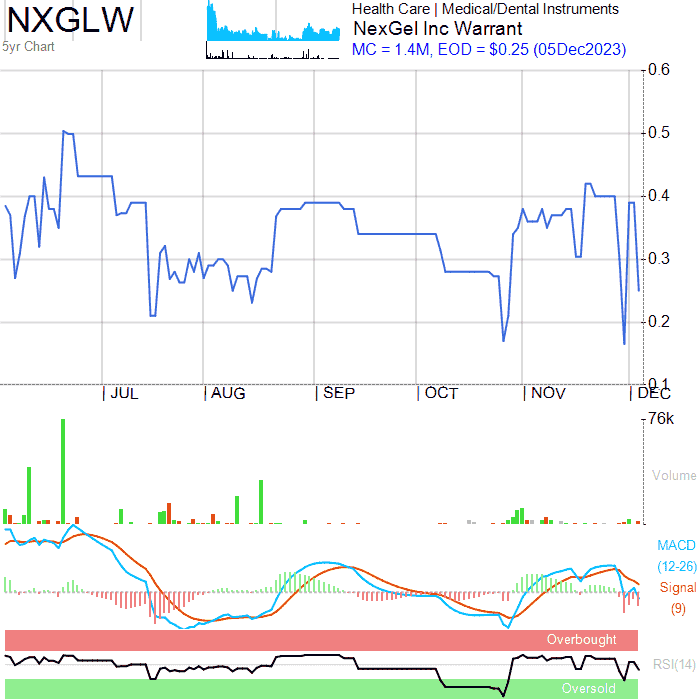 NXGLW
5yr Chart
Health Care | Medical/Dental Instruments
NexGel Inc Warrant
MC = 1.4M, EOD = $0.25 (05Dec2023)
0.6
0.5
0.4
0.3
0.2
0.1
| JUL | AUG | SEP | OCT | NOV | DEC
76k
Volume
MACD
(12-26)
Signal
(9)
Overbought
RSI(14)
Oversold